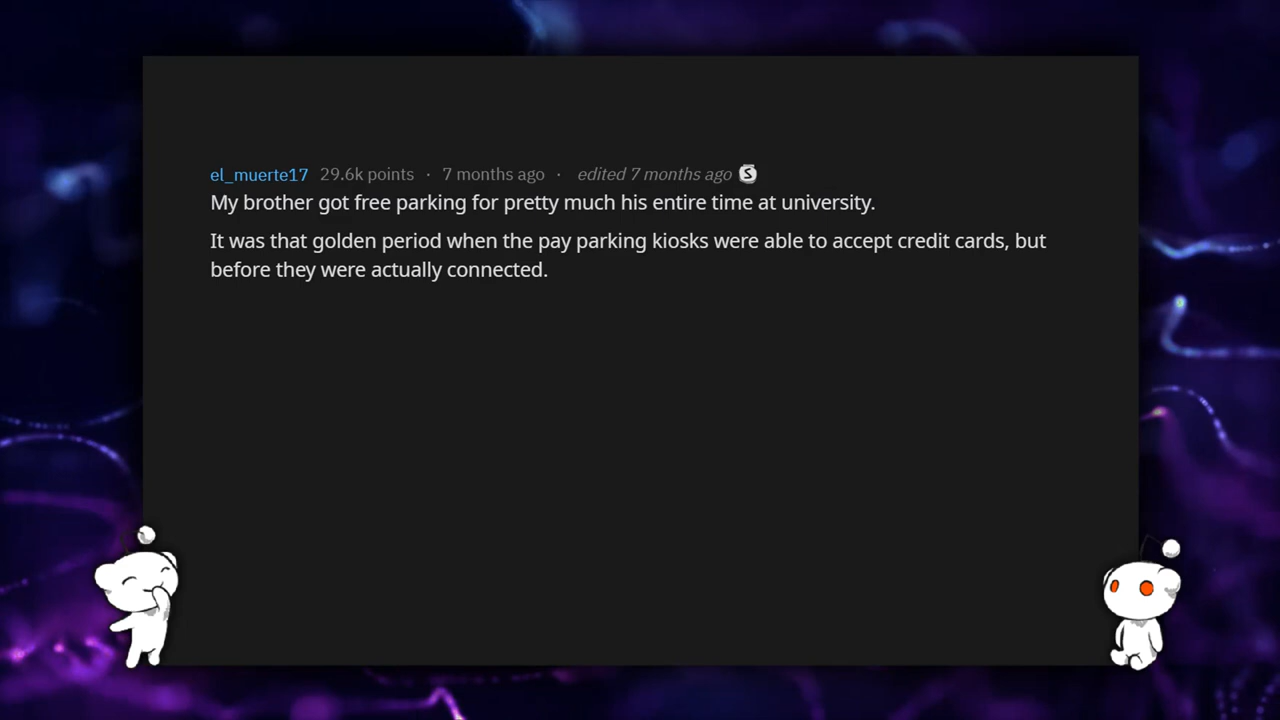 el_muerte17 29.6k points · 7 months ago · edited 7 months ago S
My brother got free parking for pretty much his entire time at university.
It was that golden period when the pay parking kiosks were able to accept credit cards, but
before they were actually connected.